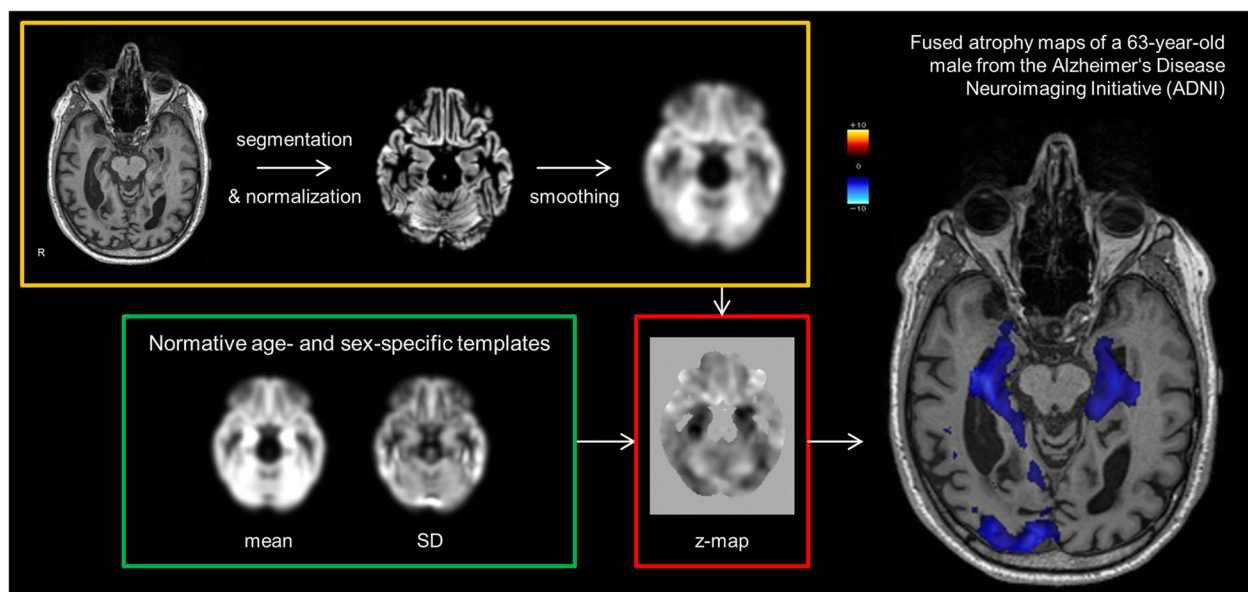 Fused atrophy maps of a 63-year-old
male from the Alzheimer‘s Disease
Neuroimaging Initiative (ADNI)
segmentation
& normalization
smoothing
R
+10
0
-10
Normative age- and sex-specific templates
mean
SD
z-map